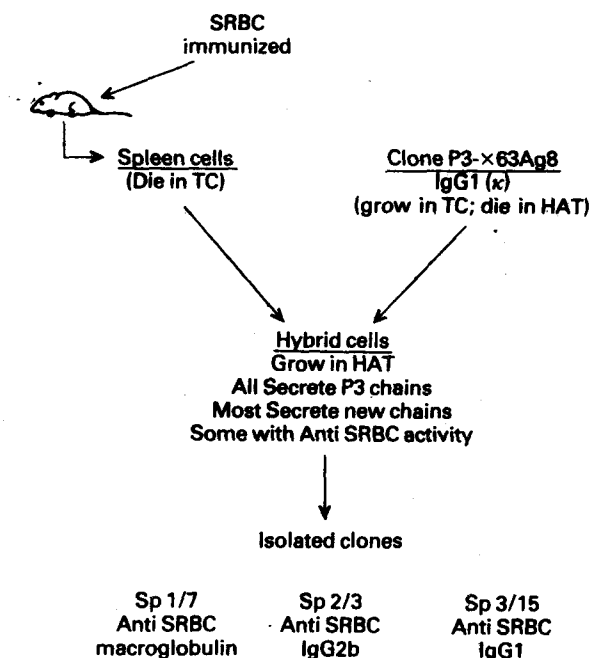 SRBC
immunized
Spleen cells
(Die in TC)
Clone P3-×63Ag8
IgG1 (κ)
(grow in TC; die in HAT)
Hybrid cells
Grow in HAT
All Secrete P3 chains
Most Secrete new chains
Some with Anti SRBC activity
Isolated clones
Sp 1/7
Anti SRBC
macroglobulin
Sp 2/3
Anti SRBC
IgG2b
Sp 3/15
Anti SRBC
IgG1